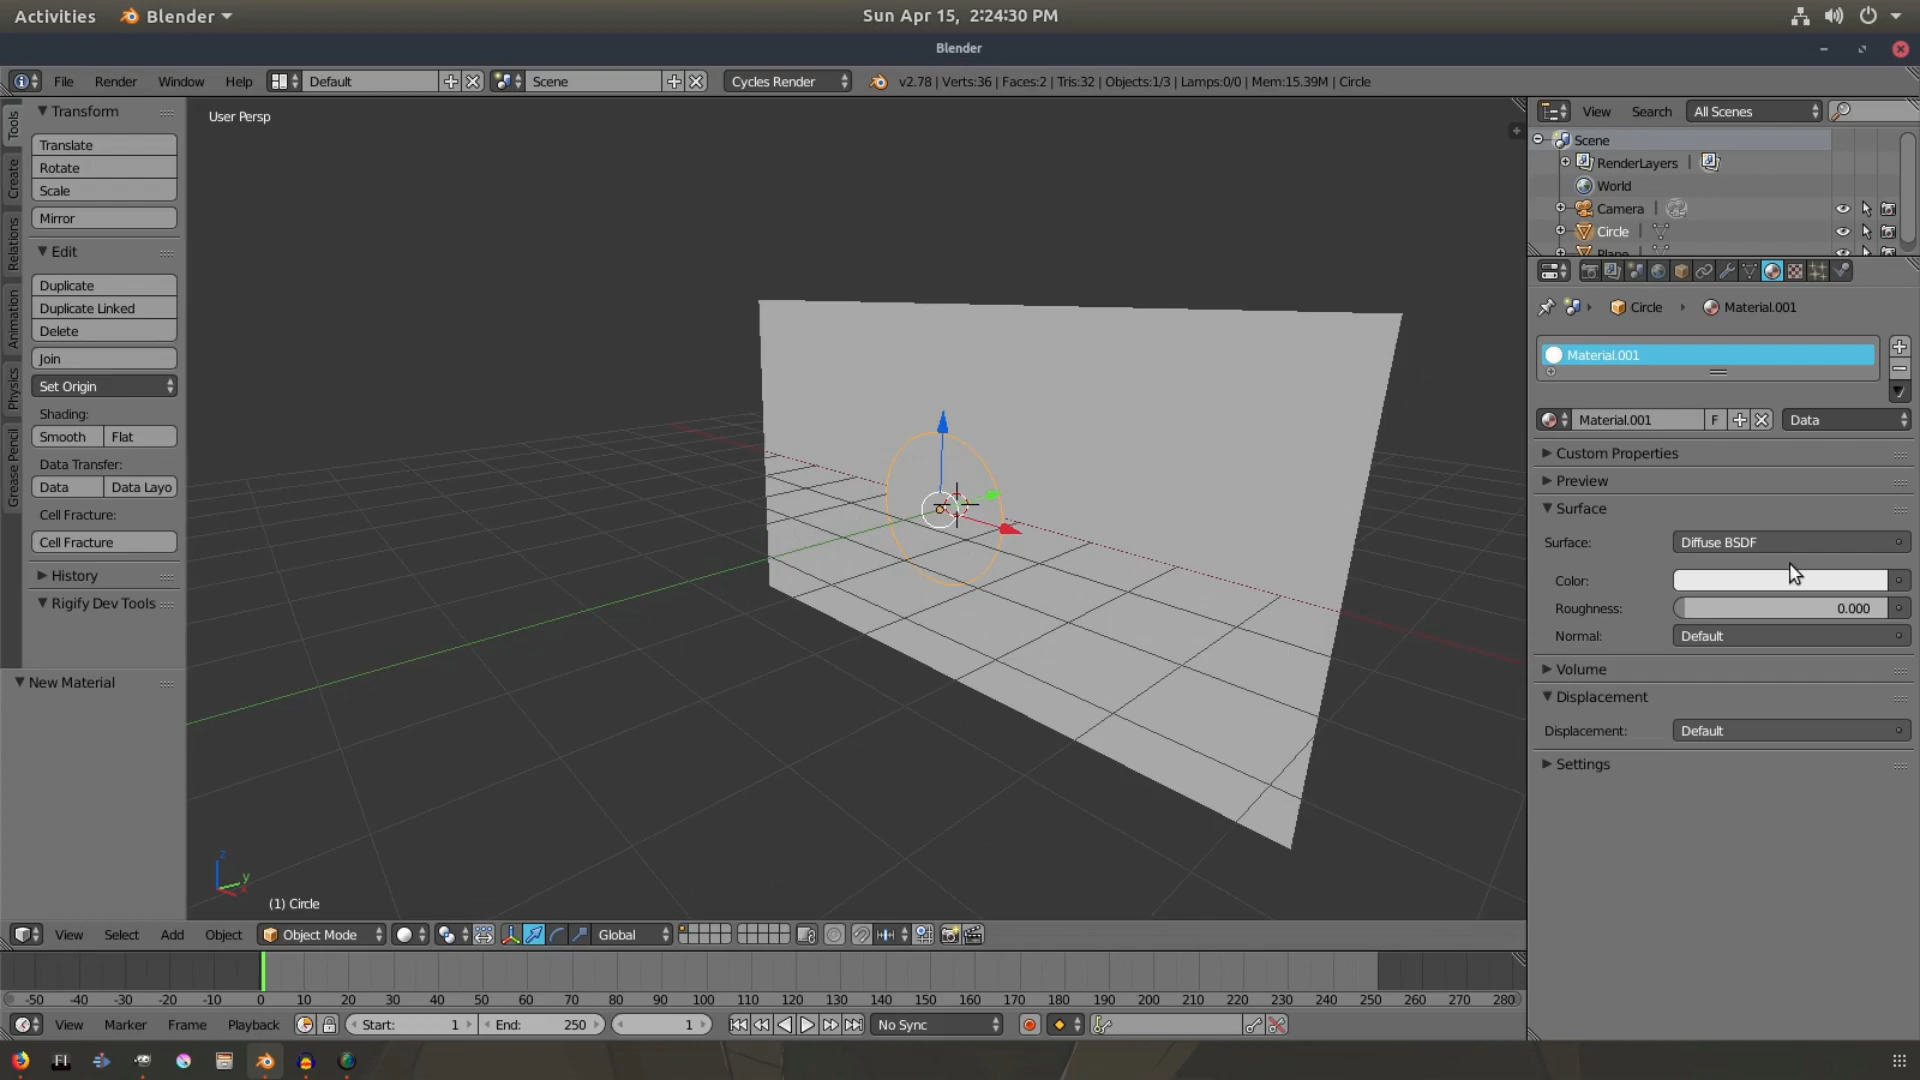 Activities Blender Sun Apr 15, 2:24:30 PM
Blender
File Render Window Help Default Scene Cycles Render v2.78 | Verts:36 | Faces:2 | Tris:32 | Objects:1/3 | Lamps:0/0 | Mem:15.39M | Circle
Tools
Create
Relations
Animation
Physics
Grease Pencil
Transform
Translate
Rotate
Scale
Mirror
Edit
Duplicate
Duplicate Linked
Delete
Join
Set Origin
Shading:
Smooth Flat
Data Transfer:
Data Data Layo
Cell Fracture:
Cell Fracture
History
Rigify Dev Tools
New Material
User Persp
z
y
x
(1) Circle
View Search All Scenes
Scene
RenderLayers
World
Camera
Circle
Plane
Circle Material.001
Material.001
Material.001 F Data
Custom Properties
Preview
Surface
Surface: Diffuse BSDF
Color:
Roughness: 0.000
Normal: Default
Volume
Displacement
Displacement: Default
Settings
View Select Add Object Object Mode Global
-50 -40 -30 -20 -10 0 10 20 30 40 50 60 70 80 90 100 110 120 130 140 150 160 170 180 190 200 210 220 230 240 250 260 270 280
View Marker Frame Playback Start: 1 End: 250 1 No Sync
FI